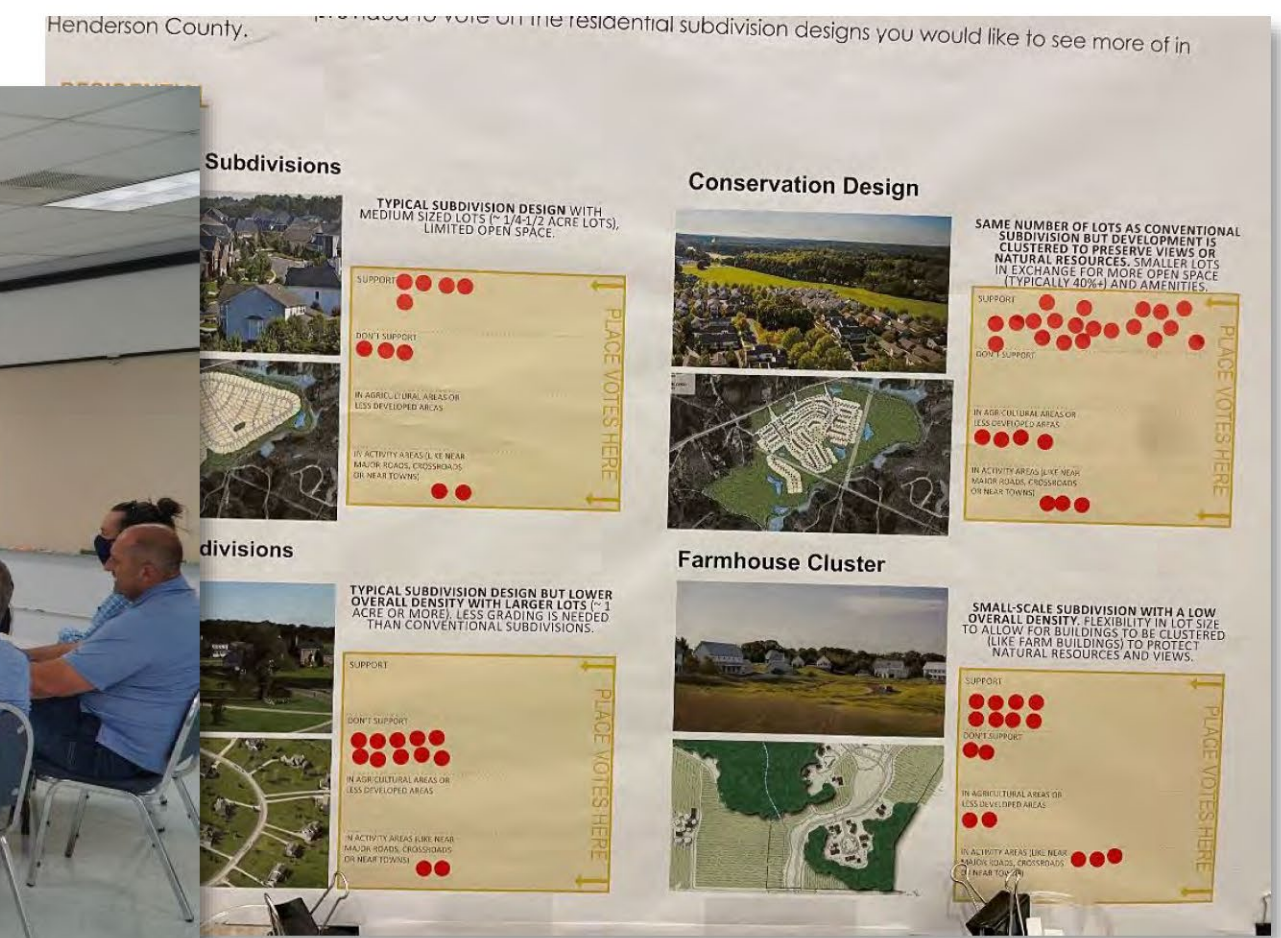 provided to vote on the residential subdivision designs you would like to see more of in
Henderson County.
RESIDENTIAL
Subdivisions
TYPICAL SUBDIVISION DESIGN WITH
MEDIUM SIZED LOTS (~ 1/4-1/2 ACRE LOTS),
LIMITED OPEN SPACE.
SUPPORT
DON'T SUPPORT
IN AGRICULTURAL AREAS OR
LESS DEVELOPED AREAS
IN ACTIVITY AREAS (LIKE NEAR
MAJOR ROADS, CROSSROADS
OR NEAR TOWNS)
PLACE VOTES HERE
Conservation Design
SAME NUMBER OF LOTS AS CONVENTIONAL
SUBDIVISION BUT DEVELOPMENT IS
CLUSTERED TO PRESERVE VIEWS OR
NATURAL RESOURCES. SMALLER LOTS
IN EXCHANGE FOR MORE OPEN SPACE
(TYPICALLY 40%+) AND AMENITIES.
SUPPORT
DON'T SUPPORT
IN AGRICULTURAL AREAS OR
LESS DEVELOPED AREAS
IN ACTIVITY AREAS (LIKE NEAR
MAJOR ROADS, CROSSROADS
OR NEAR TOWNS)
PLACE VOTES HERE
divisions
TYPICAL SUBDIVISION DESIGN BUT LOWER
OVERALL DENSITY WITH LARGER LOTS (~ 1
ACRE OR MORE). LESS GRADING IS NEEDED
THAN CONVENTIONAL SUBDIVISIONS.
SUPPORT
DON'T SUPPORT
IN AGRICULTURAL AREAS OR
LESS DEVELOPED AREAS
IN ACTIVITY AREAS (LIKE NEAR
MAJOR ROADS, CROSSROADS
OR NEAR TOWNS)
PLACE VOTES HERE
Farmhouse Cluster
SMALL-SCALE SUBDIVISION WITH A LOW
OVERALL DENSITY. FLEXIBILITY IN LOT SIZE
TO ALLOW FOR BUILDINGS TO BE CLUSTERED
(LIKE FARM BUILDINGS) TO PROTECT
NATURAL RESOURCES AND VIEWS.
SUPPORT
DON'T SUPPORT
IN AGRICULTURAL AREAS OR
LESS DEVELOPED AREAS
IN ACTIVITY AREAS (LIKE NEAR
MAJOR ROADS, CROSSROADS
OR NEAR TOWNS)
PLACE VOTES HERE